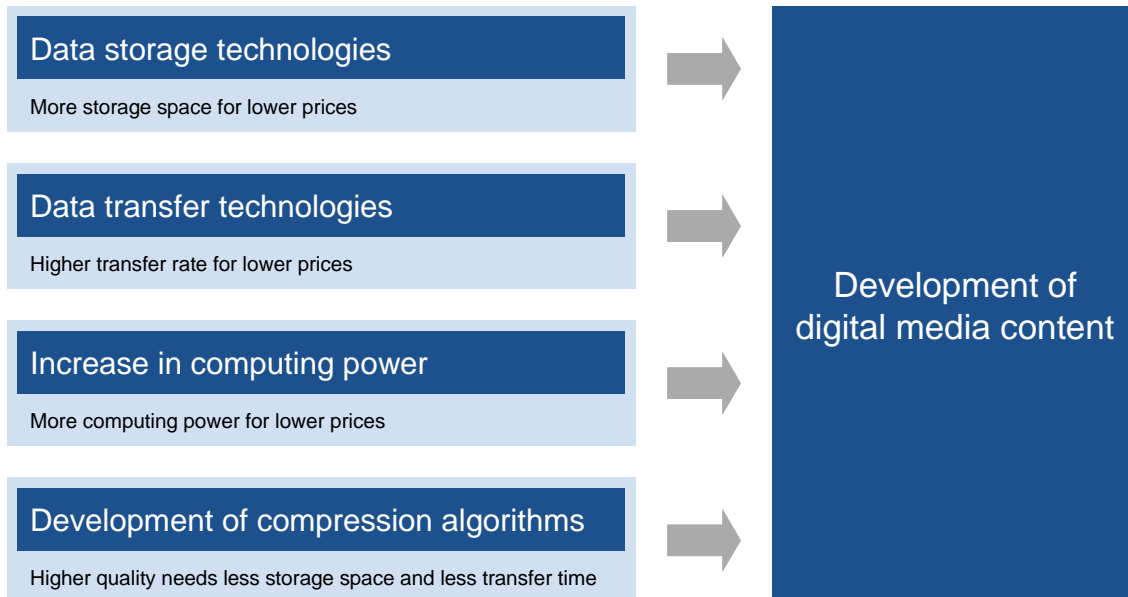 Data storage technologies
More storage space for lower prices
Data transfer technologies
Higher transfer rate for lower prices
Increase in computing power
More computing power for lower prices
Development of compression algorithms
Higher quality needs less storage space and less transfer time
Development of
digital media content